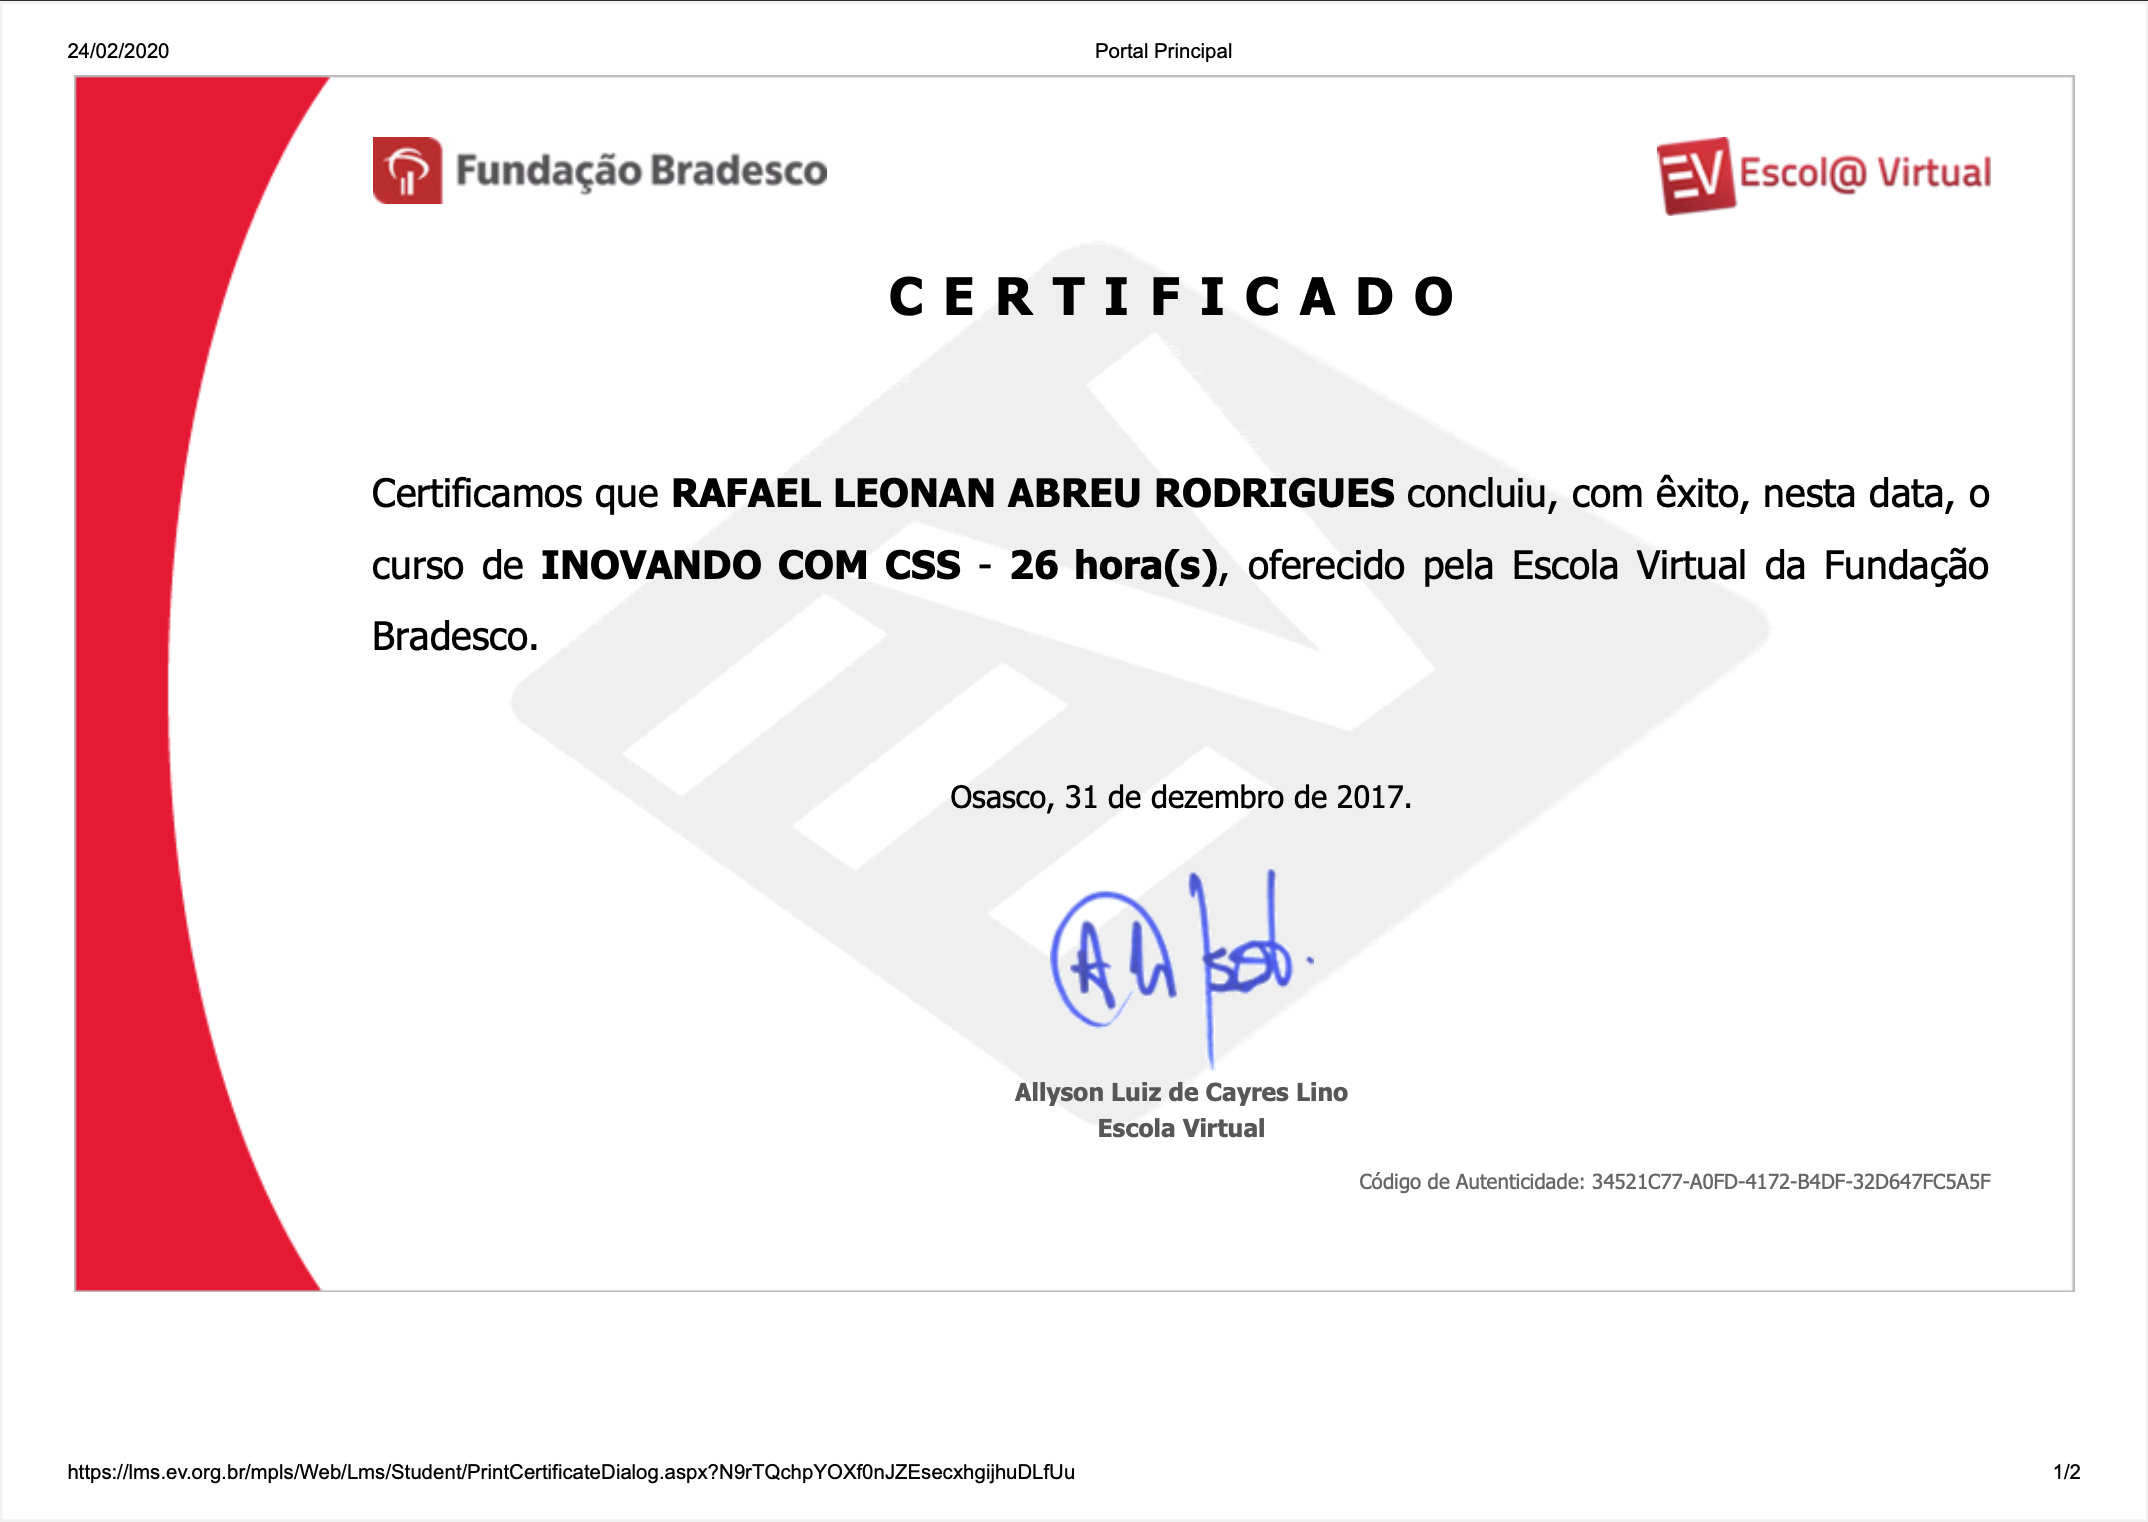 24/02/2020
Portal Principal
Fundação Bradesco
EV Escol@ Virtual
CERTIFICADO
Certificamos que RAFAEL LEONAN ABREU RODRIGUES concluiu, com êxito, nesta data, o
curso de INOVANDO COM CSS - 26 hora(s), oferecido pela Escola Virtual da Fundação
Bradesco.
Osasco, 31 de dezembro de 2017.
Allyson Luiz de Cayres Lino
Escola Virtual
Código de Autenticidade: 34521C77-A0FD-4172-B4DF-32D647FC5A5F
https://lms.ev.org.br/mpls/Web/Lms/Student/PrintCertificateDialog.aspx?N9rTQchpYOXf0nJZEsecxhgijhuDLfUu
1/2